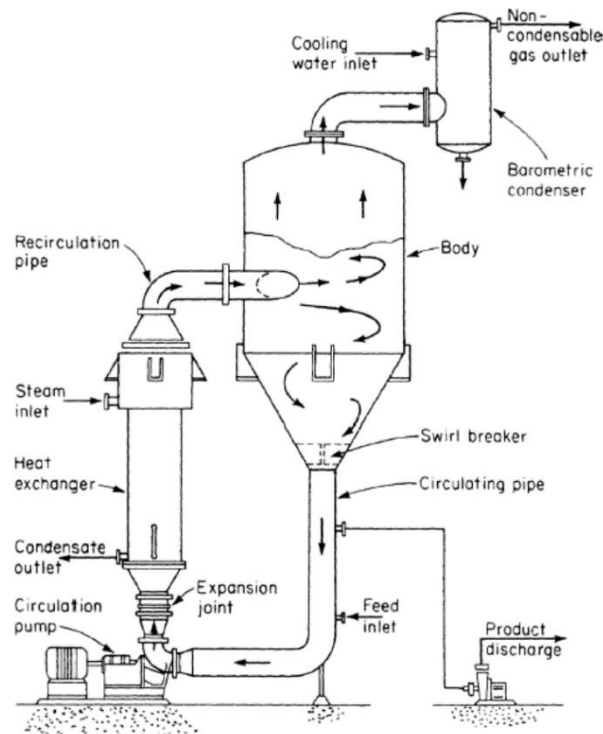 Non-
condensable
gas outlet
Cooling
water inlet
Barometric
condenser
Recirculation
pipe
Body
Steam
inlet
Swirl breaker
Heat
exchanger
Circulating pipe
Condensate
outlet
Expansion
joint
Feed
inlet
Circulation
pump
Product
discharge